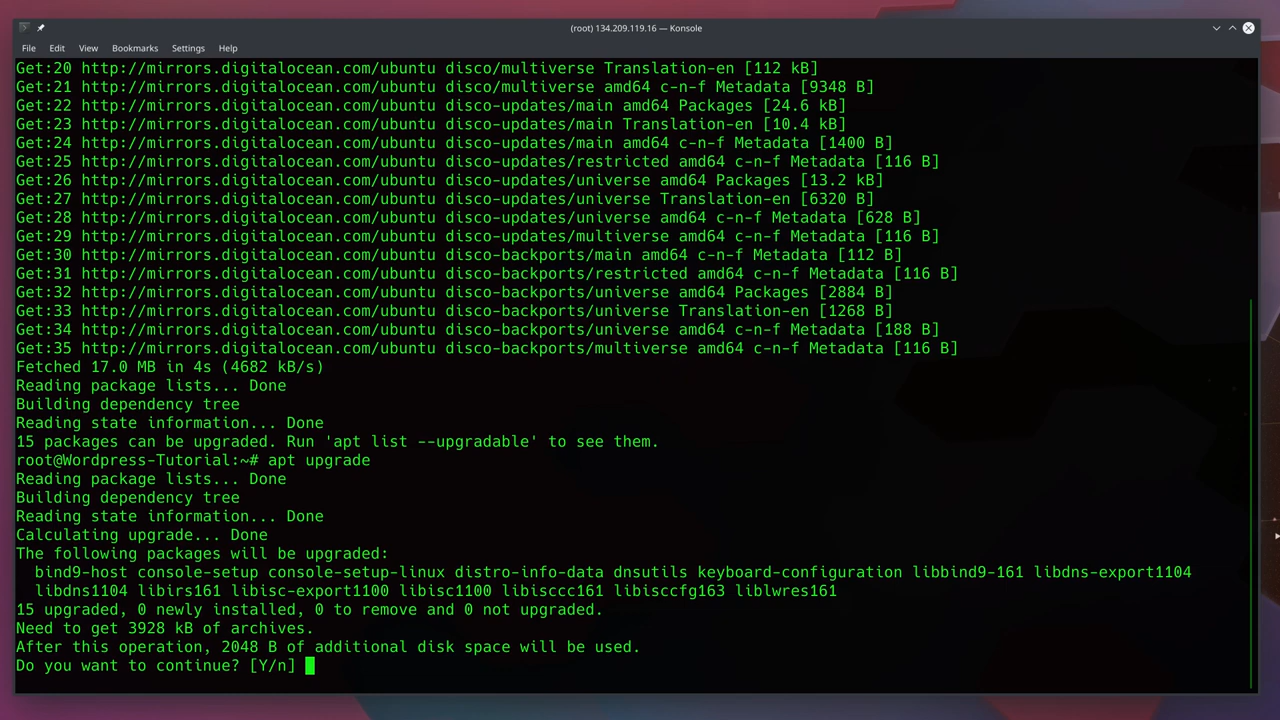 (root) 134.209.119.16 — Konsole
File Edit View Bookmarks Settings Help
Get:20 http://mirrors.digitalocean.com/ubuntu disco/multiverse Translation-en [112 kB]
Get:21 http://mirrors.digitalocean.com/ubuntu disco/multiverse amd64 c-n-f Metadata [9348 B]
Get:22 http://mirrors.digitalocean.com/ubuntu disco-updates/main amd64 Packages [24.6 kB]
Get:23 http://mirrors.digitalocean.com/ubuntu disco-updates/main Translation-en [10.4 kB]
Get:24 http://mirrors.digitalocean.com/ubuntu disco-updates/main amd64 c-n-f Metadata [1400 B]
Get:25 http://mirrors.digitalocean.com/ubuntu disco-updates/restricted amd64 c-n-f Metadata [116 B]
Get:26 http://mirrors.digitalocean.com/ubuntu disco-updates/universe amd64 Packages [13.2 kB]
Get:27 http://mirrors.digitalocean.com/ubuntu disco-updates/universe Translation-en [6320 B]
Get:28 http://mirrors.digitalocean.com/ubuntu disco-updates/universe amd64 c-n-f Metadata [628 B]
Get:29 http://mirrors.digitalocean.com/ubuntu disco-updates/multiverse amd64 c-n-f Metadata [116 B]
Get:30 http://mirrors.digitalocean.com/ubuntu disco-backports/main amd64 c-n-f Metadata [112 B]
Get:31 http://mirrors.digitalocean.com/ubuntu disco-backports/restricted amd64 c-n-f Metadata [116 B]
Get:32 http://mirrors.digitalocean.com/ubuntu disco-backports/universe amd64 Packages [2884 B]
Get:33 http://mirrors.digitalocean.com/ubuntu disco-backports/universe Translation-en [1268 B]
Get:34 http://mirrors.digitalocean.com/ubuntu disco-backports/universe amd64 c-n-f Metadata [188 B]
Get:35 http://mirrors.digitalocean.com/ubuntu disco-backports/multiverse amd64 c-n-f Metadata [116 B]
Fetched 17.0 MB in 4s (4682 kB/s)
Reading package lists... Done
Building dependency tree
Reading state information... Done
15 packages can be upgraded. Run 'apt list --upgradable' to see them.
root@Wordpress-Tutorial:~# apt upgrade
Reading package lists... Done
Building dependency tree
Reading state information... Done
Calculating upgrade... Done
The following packages will be upgraded:
bind9-host console-setup console-setup-linux distro-info-data dnsutils keyboard-configuration libbind9-161 libdns-export1104
libdns1104 libirs161 libisc-export1100 libisc1100 libisccc161 libisccfg163 liblwres161
15 upgraded, 0 newly installed, 0 to remove and 0 not upgraded.
Need to get 3928 kB of archives.
After this operation, 2048 B of additional disk space will be used.
Do you want to continue? [Y/n]